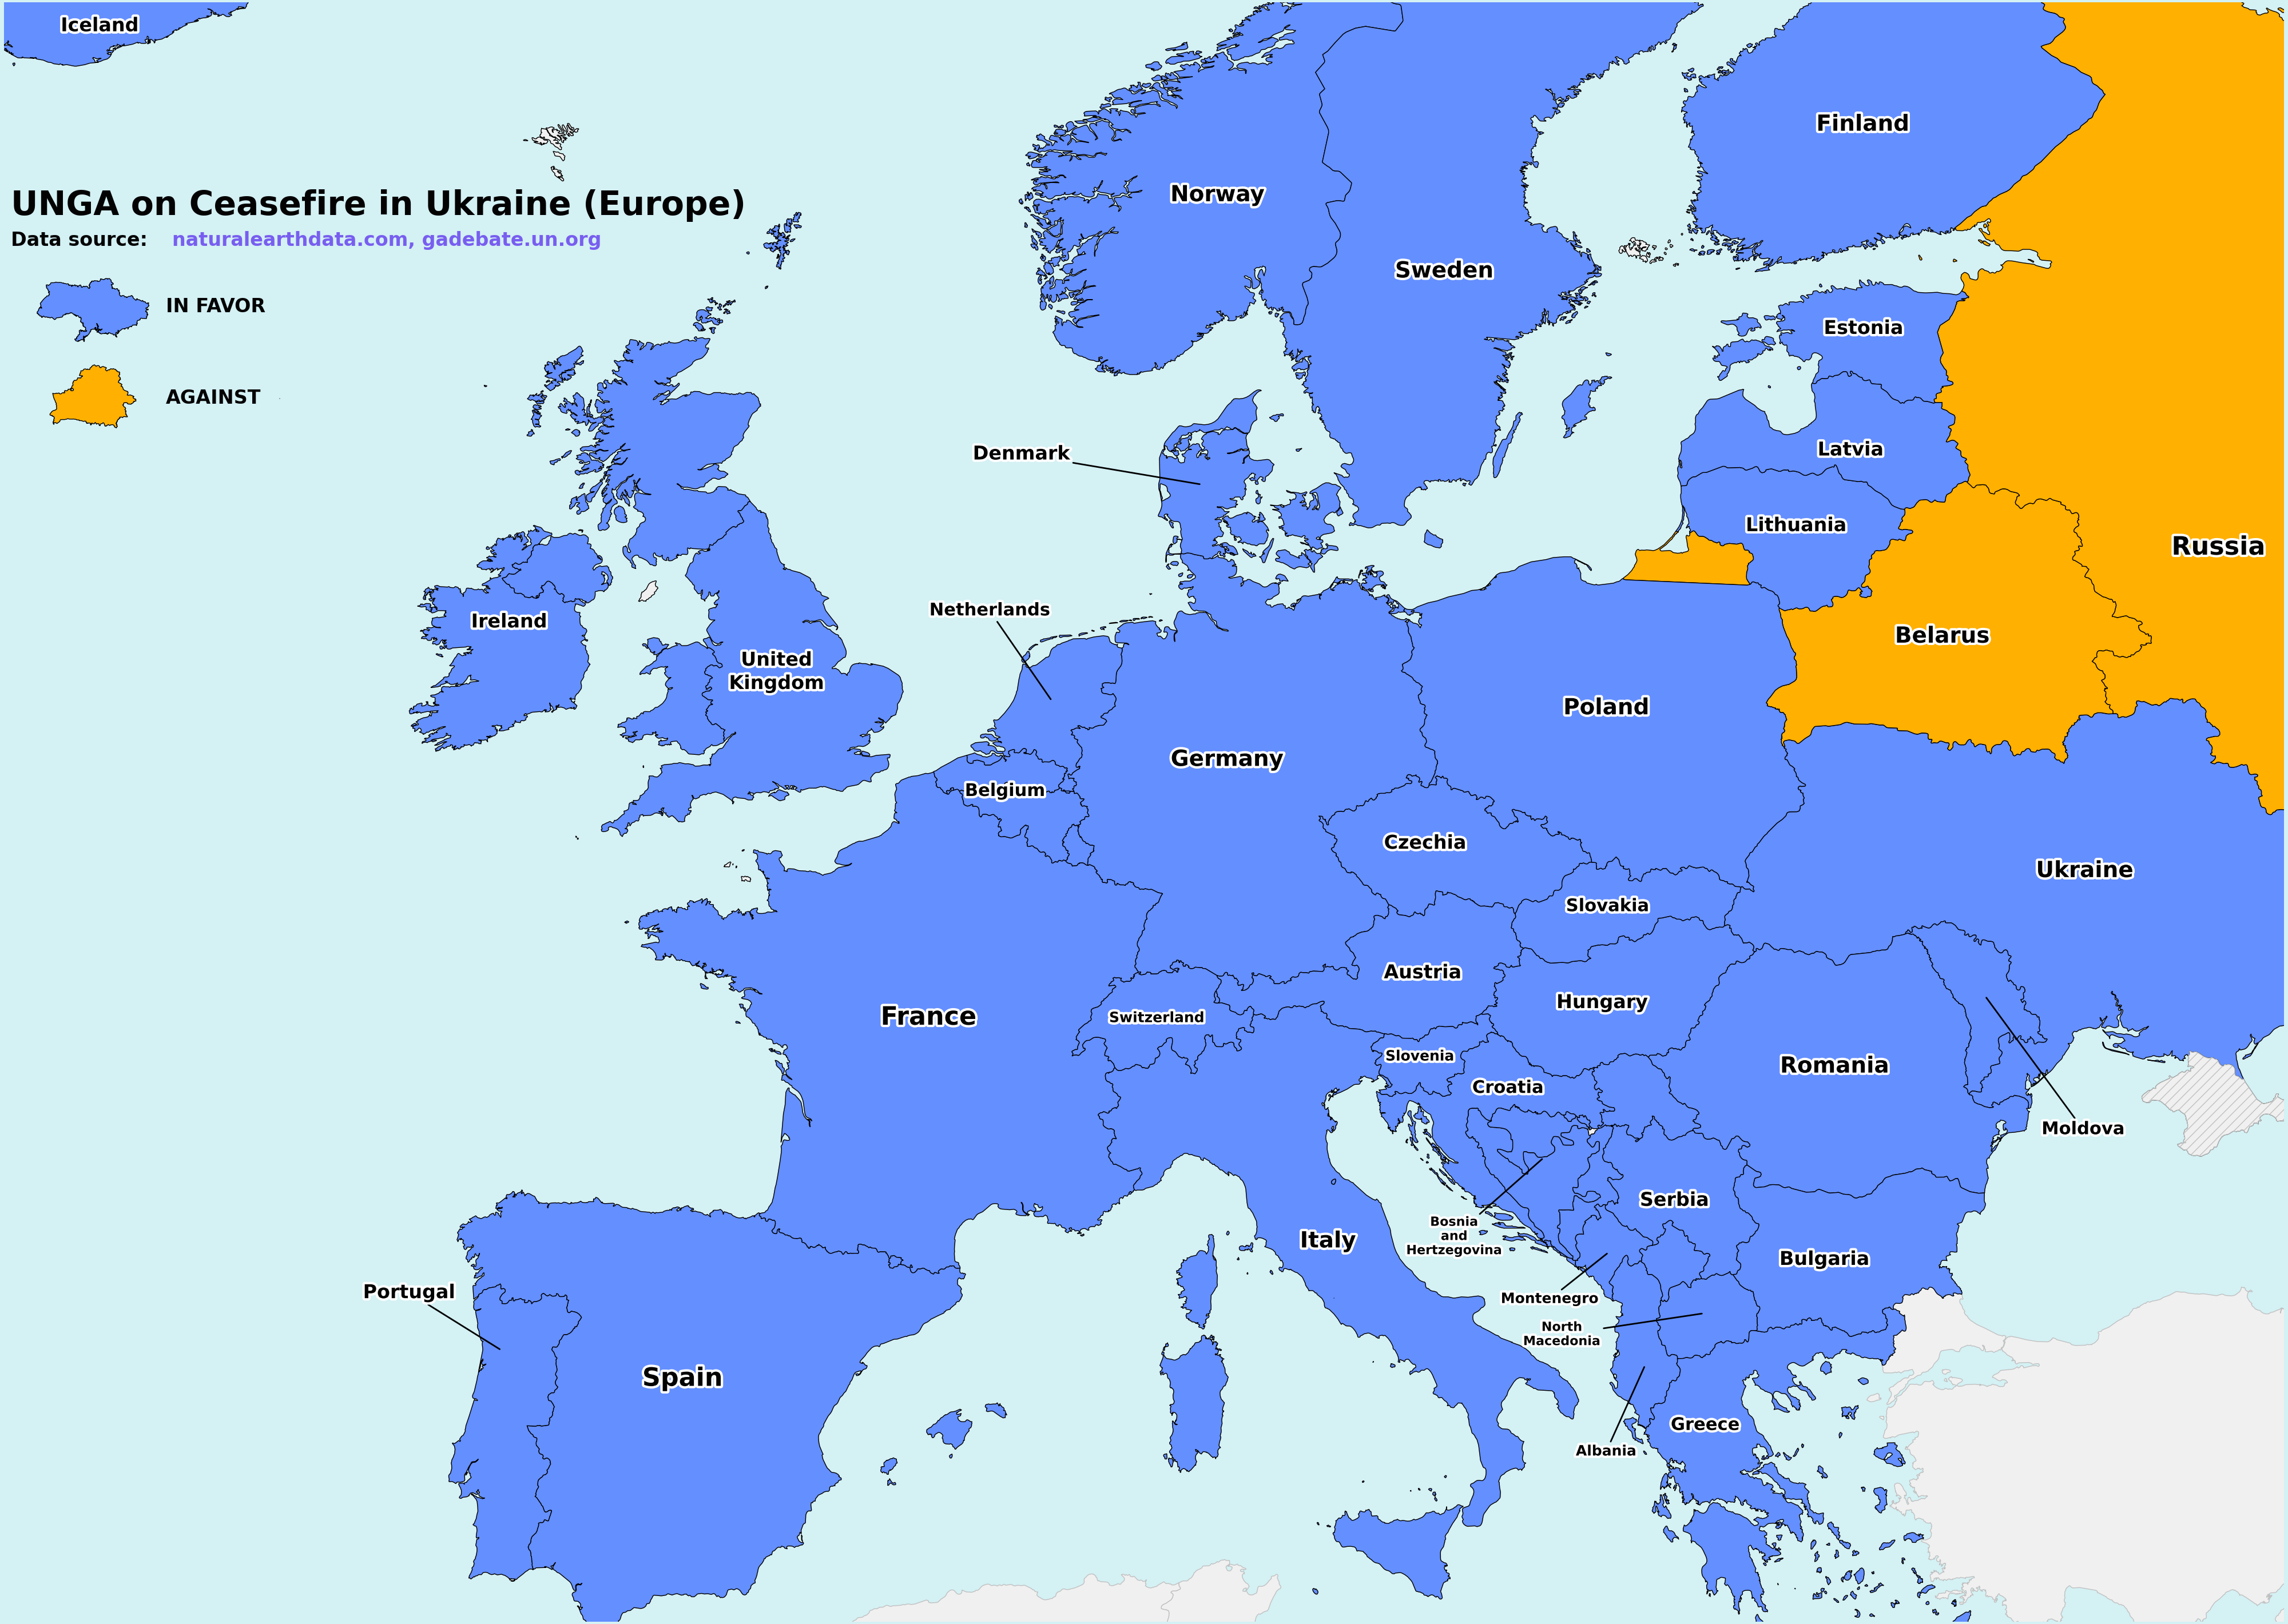 Iceland
Finland
Norway
UNGA on Ceasefire in Ukraine (Europe)
Data source: naturalearthdata.com, gadebate.un.org
Sweden
IN FAVOR
Estonia
AGAINST
Latvia
Denmark
Lithuania
Russia
Netherlands
Ireland
Belarus
United
Kingdom
Poland
Germany
Belgium
Czechia
Ukraine
Slovakia
Austria
Hungary
France
Switzerland
Slovenia
Romania
Croatia
Moldova
Serbia
Bosnia
and
Hertzegovina
Italy
Bulgaria
Portugal
Montenegro
North
Macedonia
Spain
Greece
Albania